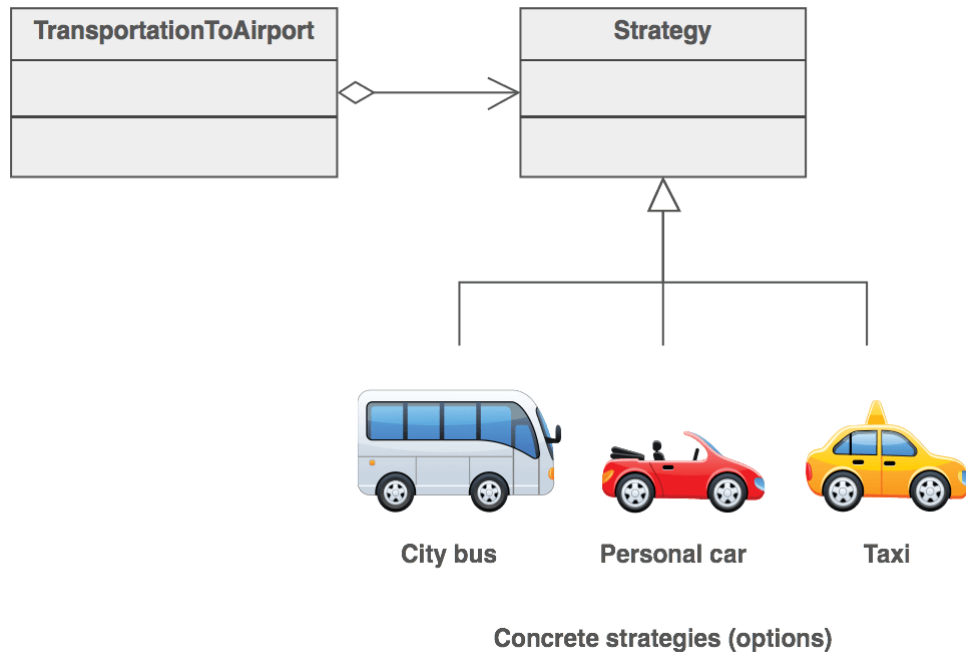 TransportationToAirport
Strategy
City bus
Personal car
Taxi
Concrete strategies (options)